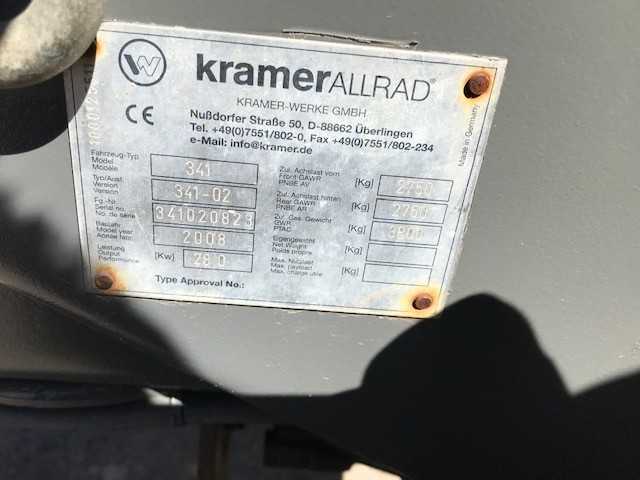 kramerALLRAD®
KRAMER-WERKE GMBH
Nußdorfer Straße 50, D-88662 Überlingen
Tel. +49(0)7551/802-0, Fax +49(0)7551/802-234
e-Mail: info@kramer.de
CE
Made in Germany
Fahrzeug-Typ
Model
Modèle
341
Typ/Ausf.
Version
Version
341-02
Fg.-Nr.
Serial no.
No. de série
341020823
Baujahr
Model year
Année fabr.
2008
Leistung
Output
Performance
[Kw]
28.0
Zul. Achslast vorn
Front GAWR
PNBE AV
[Kg]
2750
Zul. Achslast hinten
Rear GAWR
PNBE AR
[Kg]
2750
Zul. Ges. Gewicht
GWR
PTAC
[Kg]
3800
Eigengewicht
Net Weight
Poids propre
[Kg]
Max. Nutzlast
Max. payload
Max. charge utile
[Kg]
Type Approval No.: